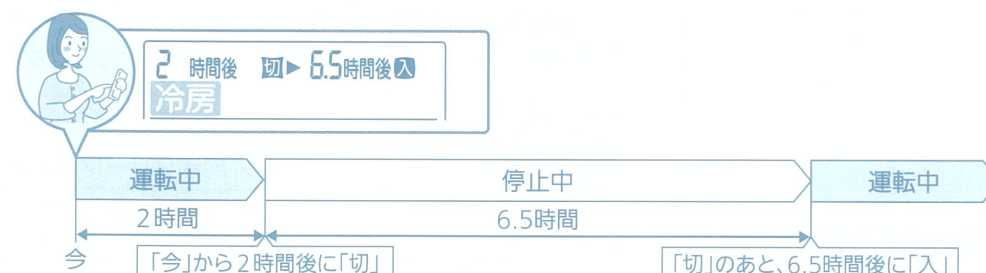 2 時間後 切▶6.5時間後入
冷房
運転中
停止中
運転中
2時間
6.5時間
今
「今」から2時間後に「切」
「切」のあと、6.5時間後に「入」